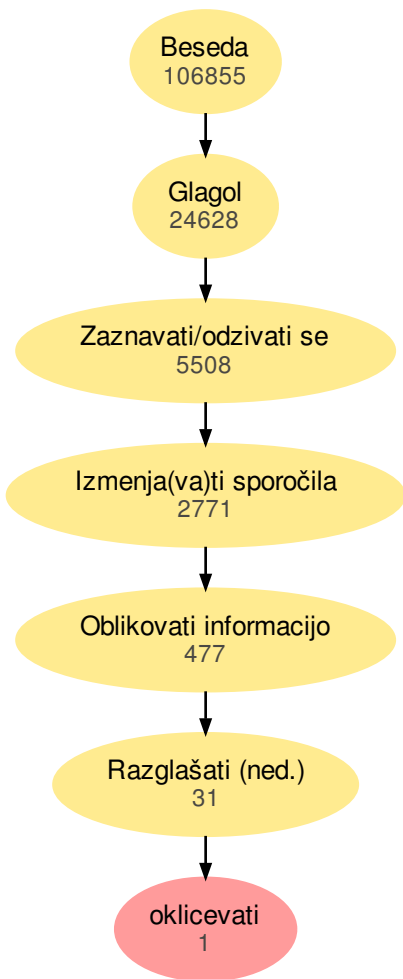 Beseda
106855
Glagol
24628
Zaznavati/odzivati se
5508
Izmenja(va)ti sporočila
2771
Oblikovati informacijo
477
Razglašati (ned.)
31
oklicevati
1